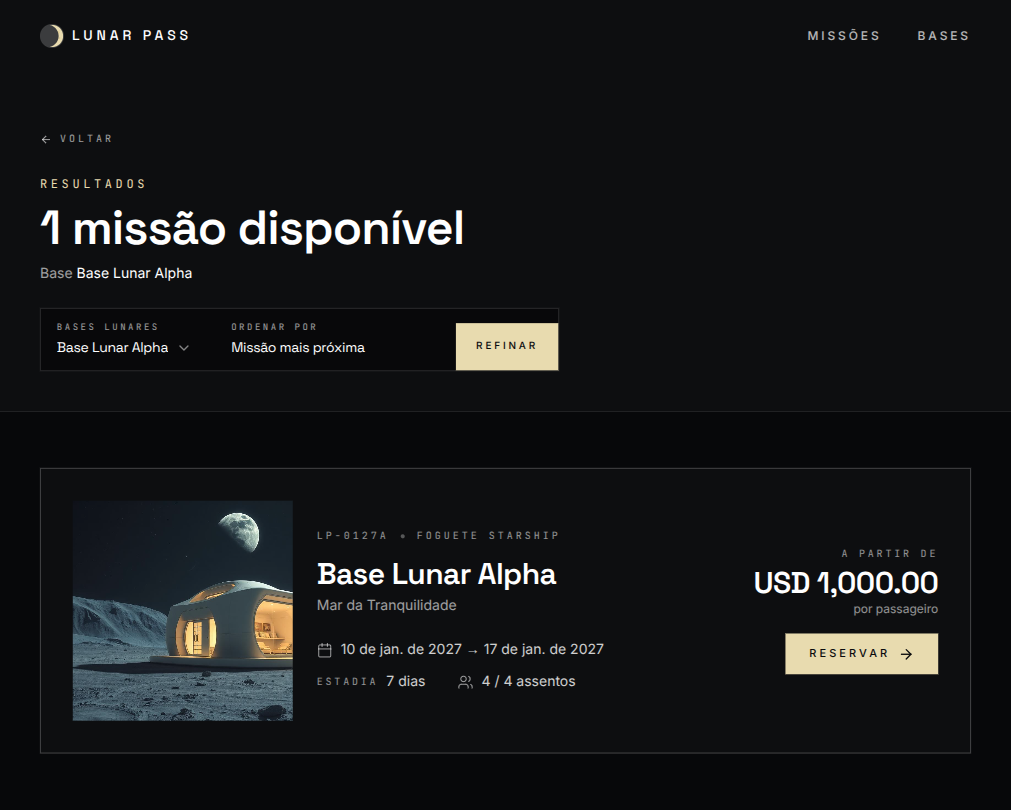 LUNAR PASS
MISSÕES BASES
← VOLTAR
RESULTADOS
1 missão disponível
Base Base Lunar Alpha
BASES LUNARES ORDENAR POR
Base Lunar Alpha Missão mais próxima REFINAR
LP-0127A • FOGUETE STARSHIP
Base Lunar Alpha
Mar da Tranquilidade
10 de jan. de 2027 → 17 de jan. de 2027
ESTADIA 7 dias 4 / 4 assentos
A PARTIR DE
USD 1,000.00
por passageiro
RESERVAR →